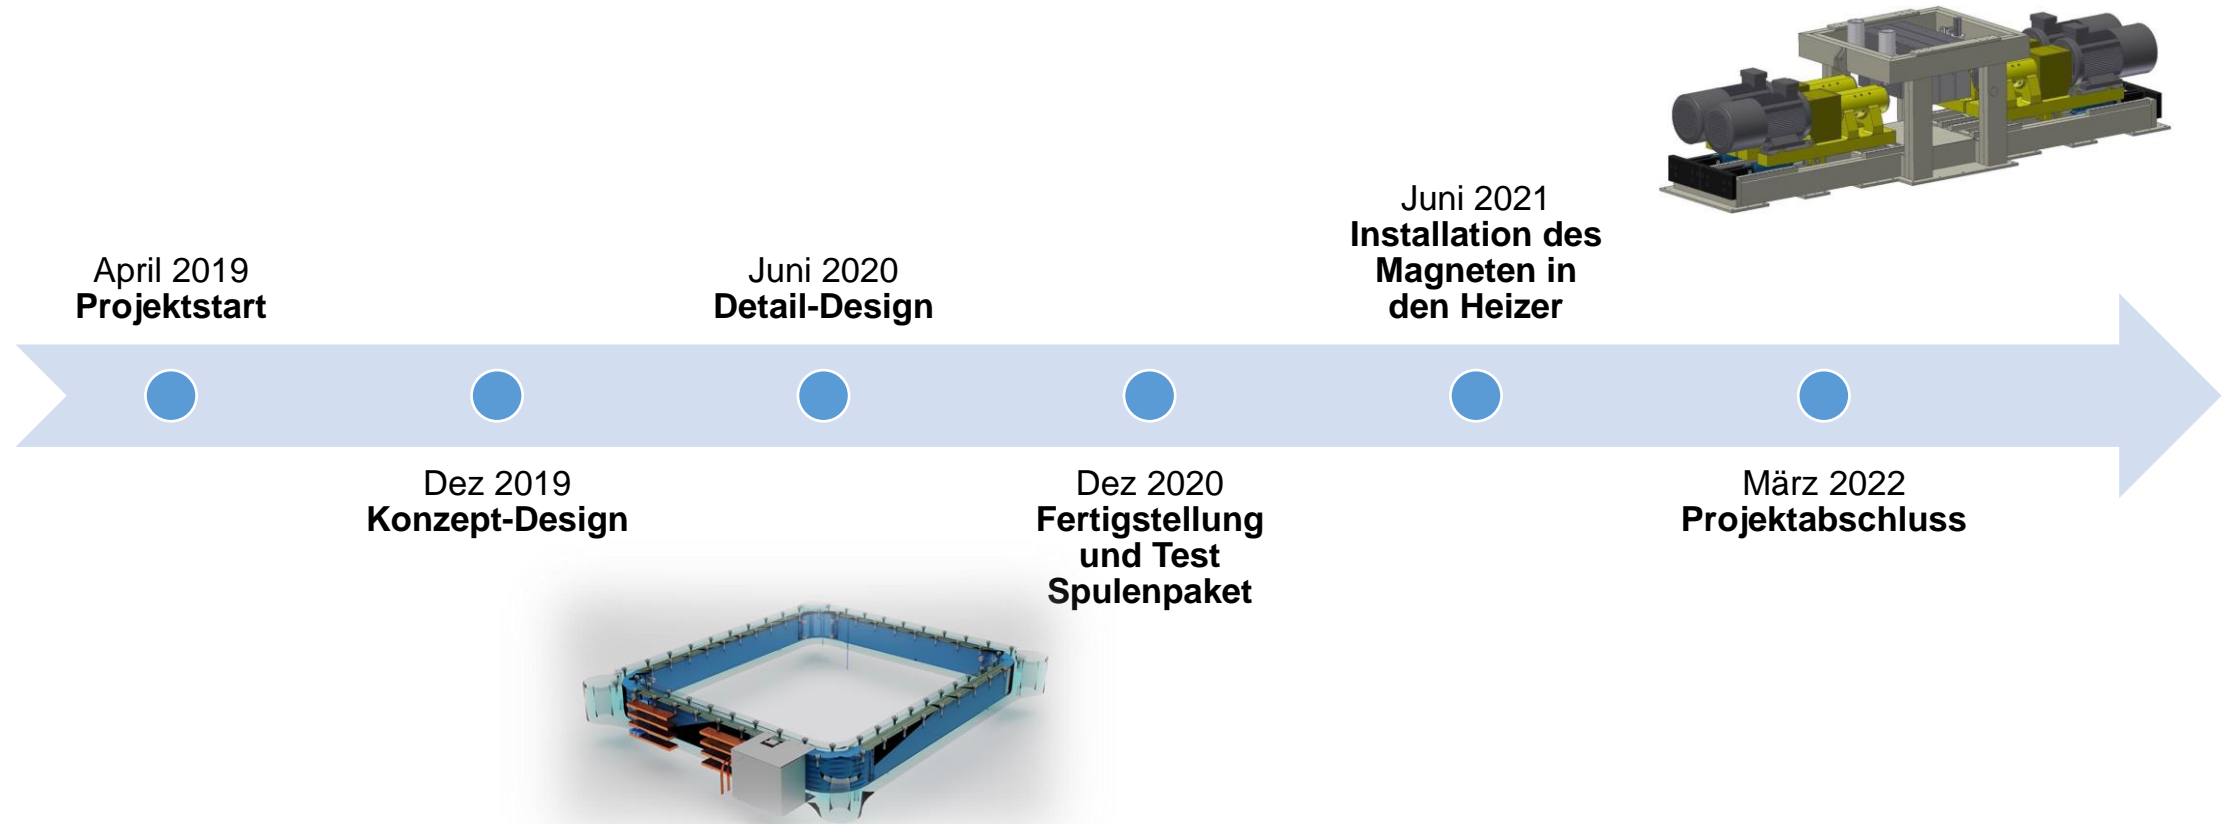 April 2019
Projektstart
Dez 2019
Konzept-Design
Juni 2020
Detail-Design
Dez 2020
Fertigstellung
und Test
Spulenpaket
Juni 2021
Installation des
Magneten in
den Heizer
März 2022
Projektabschluss